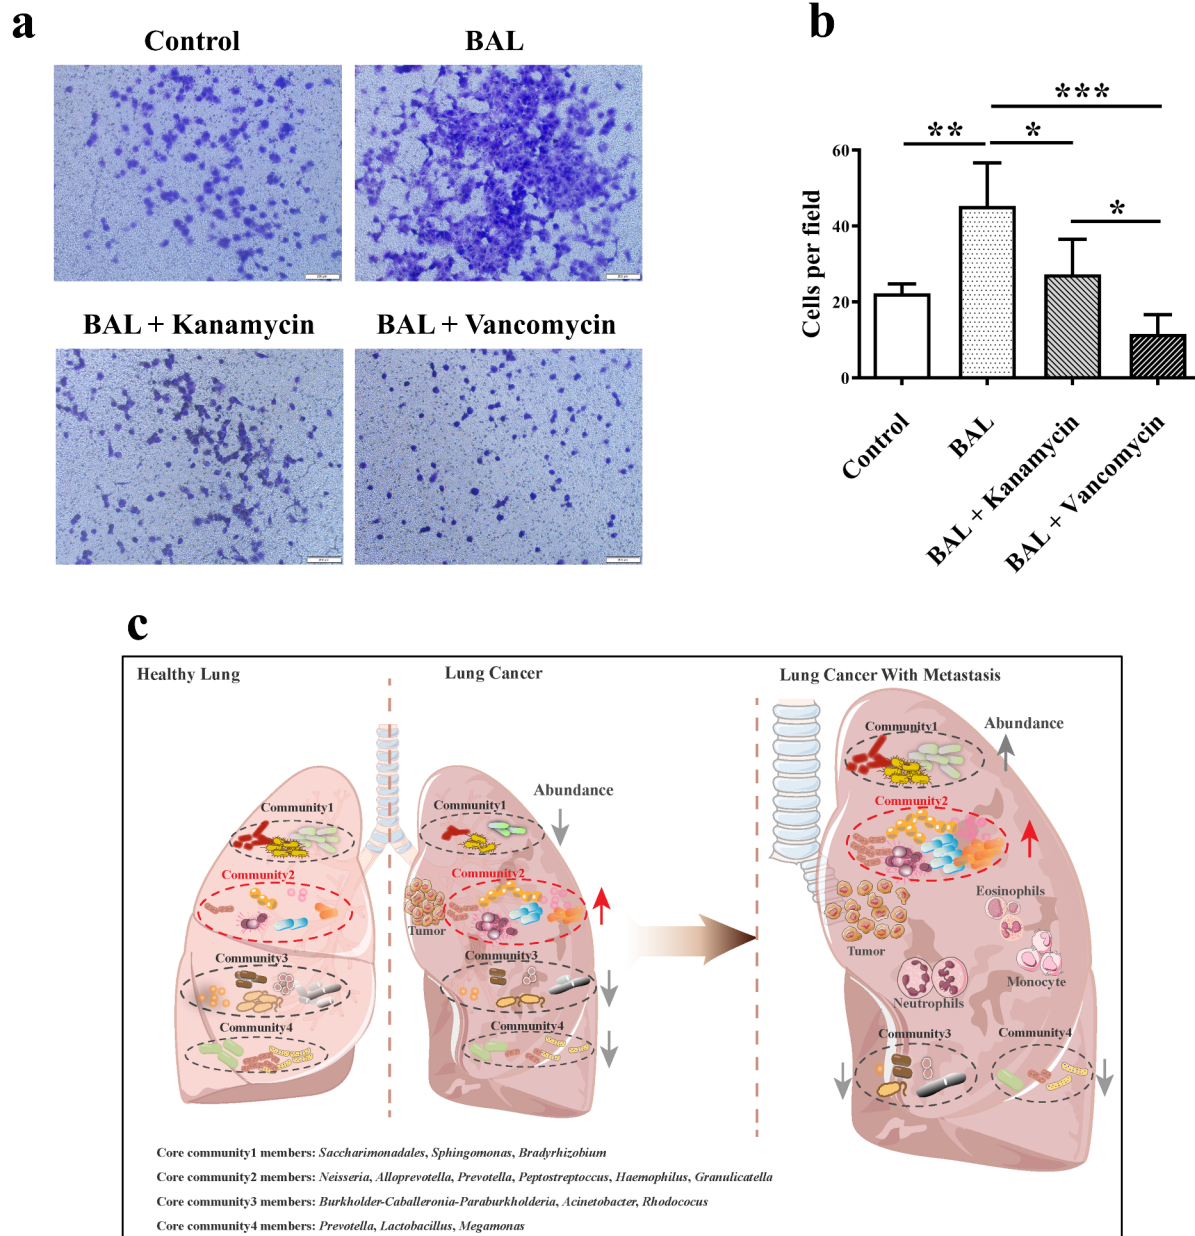 a
Control
BAL
BAL + Kanamycin
BAL + Vancomycin
b
***
**
*
*
60
40
20
0
Cells per field
Control
BAL
BAL + Kanamycin
BAL + Vancomycin
c
Healthy Lung
Lung Cancer
Lung Cancer With Metastasis
Community1
Community2
Community3
Community4
Community1
Abundance
Community2
Tumor
Community3
Community4
Community1
Abundance
Community2
Eosinophils
Tumor
Monocyte
Neutrophils
Community3
Community4
Core community1 members: Saccharimonadales, Sphingomonas, Bradyrhizobium
Core community2 members: Neisseria, Alloprevotella, Prevotella, Peptostreptoccus, Haemophilus, Granulicatella
Core community3 members: Burkholder-Caballeronia-Paraburkholderia, Acinetobacter, Rhodococus
Core community4 members: Prevotella, Lactobacillus, Megamonas